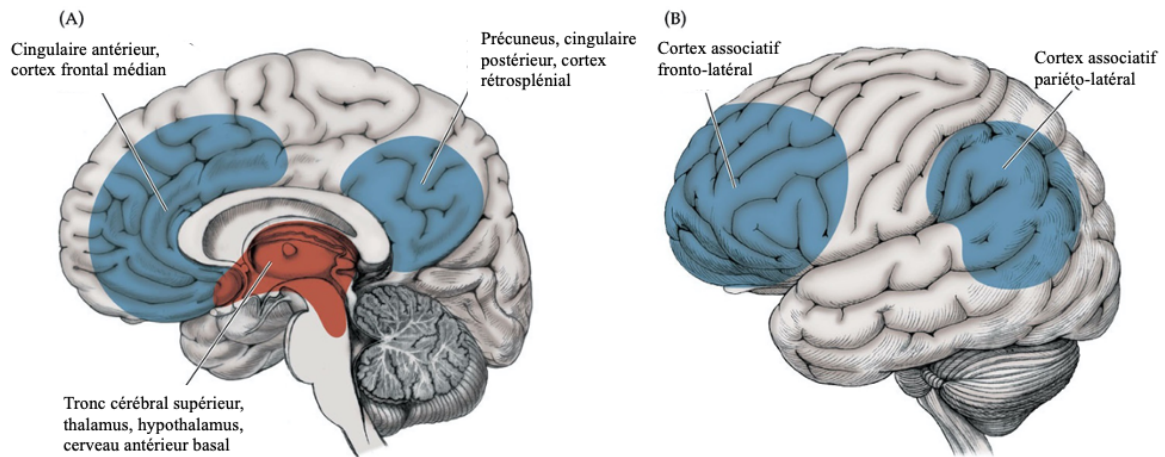 (A)
Cingulaire antérieur,
cortex frontal médian
Précuneus, cingulaire
postérieur, cortex
rétrosplénial
Tronc cérébral supérieur,
thalamus, hypothalamus,
cerveau antérieur basal
(B)
Cortex associatif
fronto-latéral
Cortex associatif
pariéto-latéral